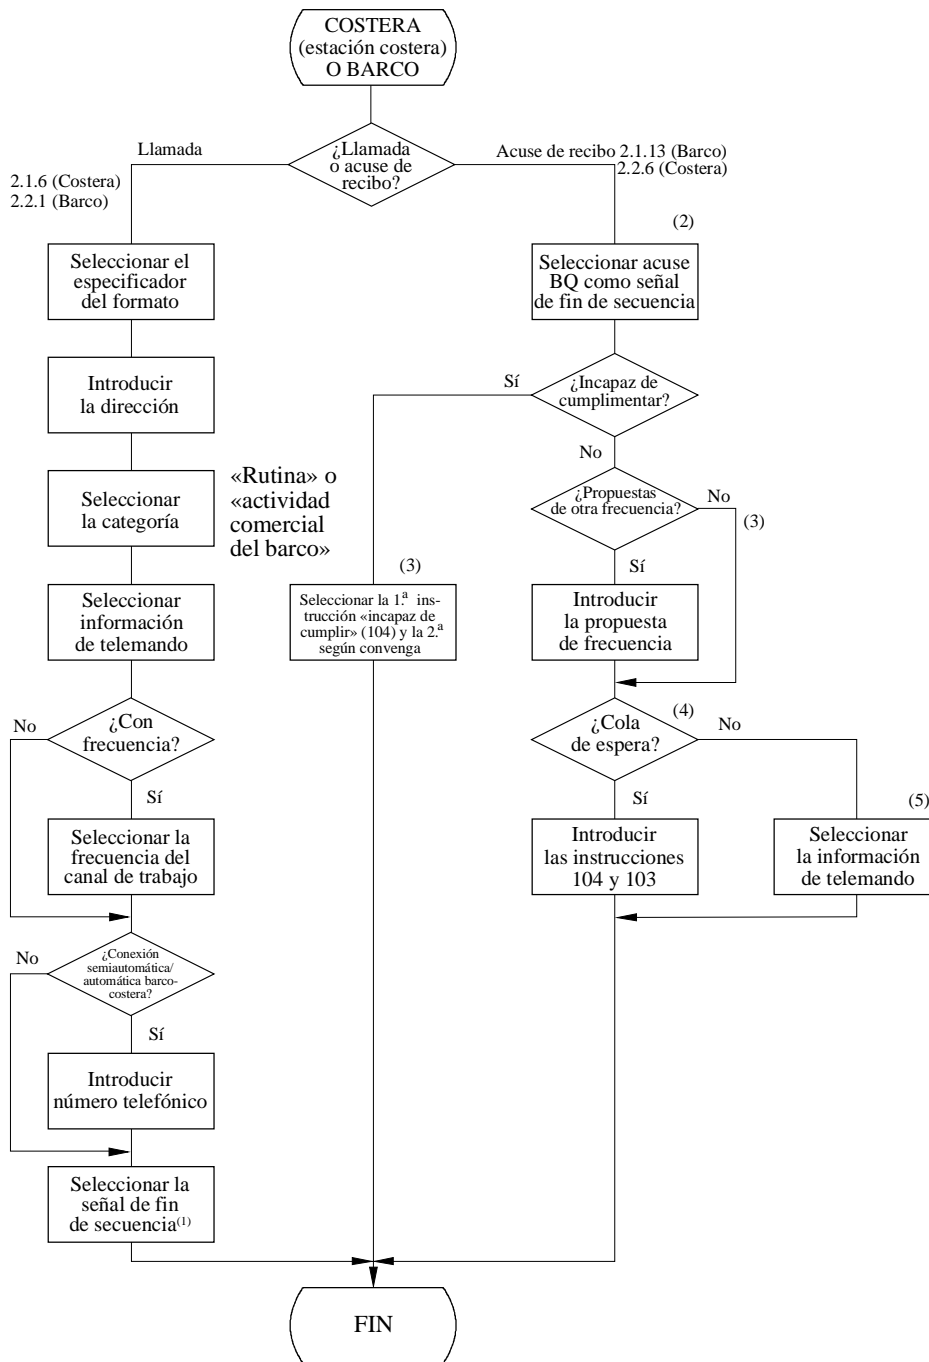 COSTERA
(estación costera)
O BARCO
¿Llamada
o acuse de
recibo?
Llamada
2.1.6 (Costera)
2.2.1 (Barco)
Acuse de recibo 2.1.13 (Barco)
2.2.6 (Costera)
Seleccionar el
especificador
del formato
Introducir
la dirección
Seleccionar
la categoría
«Rutina» o
«actividad
comercial
del barco»
Seleccionar
información
de telemando
¿Con
frecuencia?
No
Sí
Seleccionar la
frecuencia del
canal de trabajo
¿Conexión
semiautomática/
automática barco-
costera?
No
Sí
Introducir
número telefónico
Seleccionar la
señal de fin
de secuencia(1)
(2)
Seleccionar acuse
BQ como señal
de fin de secuencia
¿Incapaz de
cumplimentar?
Sí
No
(3)
Seleccionar la 1.ª ins-
trucción «incapaz de
cumplir» (104) y la 2.ª
según convenga
¿Propuestas
de otra frecuencia?
No
(3)
Sí
Introducir
la propuesta
de frecuencia
(4)
¿Cola
de espera?
No
Sí
Introducir
las instrucciones
104 y 103
(5)
Seleccionar
la información
de telemando
FIN